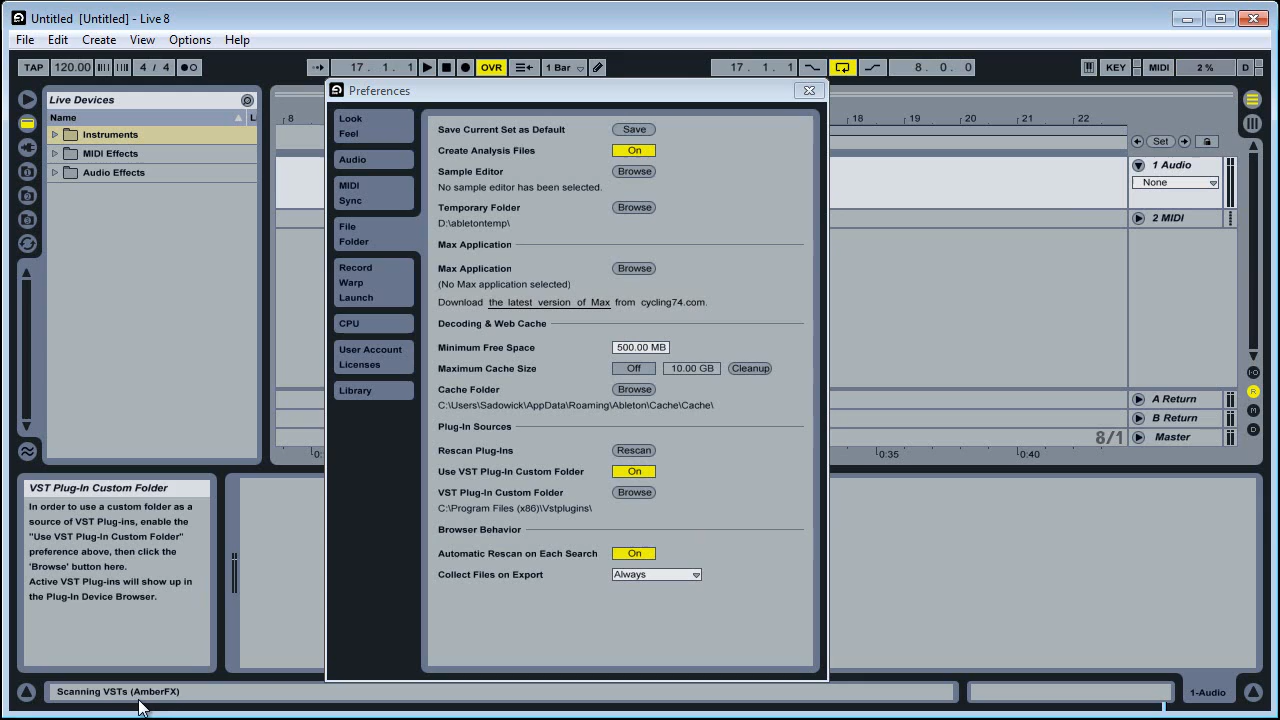 Untitled [Untitled] - Live 8
File Edit Create View Options Help
TAP 120.00 4 / 4 17 . 1 . 1 OVR 1 Bar 17 . 1 . 1 8 . 0 . 0 KEY MIDI 2 % D
Live Devices
Name
Instruments
MIDI Effects
Audio Effects
8 18 19 20 21 22
Set
1 Audio
None
2 MIDI
A Return
B Return
8/1 Master
0:35 0:40
I·O
R
M
D
Preferences
Look
Feel
Audio
MIDI
Sync
File
Folder
Record
Warp
Launch
CPU
User Account
Licenses
Library
Save Current Set as Default Save
Create Analysis Files On
Sample Editor Browse
No sample editor has been selected.
Temporary Folder Browse
D:\abletontemp\
Max Application
Max Application Browse
(No Max application selected)
Download the latest version of Max from cycling74.com.
Decoding & Web Cache
Minimum Free Space 500.00 MB
Maximum Cache Size Off 10.00 GB Cleanup
Cache Folder Browse
C:\Users\Sadowick\AppData\Roaming\Ableton\Cache\Cache\
Plug-In Sources
Rescan Plug-Ins Rescan
Use VST Plug-In Custom Folder On
VST Plug-In Custom Folder Browse
C:\Program Files (x86)\Vstplugins\
Browser Behavior
Automatic Rescan on Each Search On
Collect Files on Export Always
VST Plug-In Custom Folder
In order to use a custom folder as a
source of VST Plug-ins, enable the
"Use VST Plug-In Custom Folder"
preference above, then click the
'Browse' button here.
Active VST Plug-ins will show up in
the Plug-In Device Browser.
Scanning VSTs (AmberFX)
1-Audio